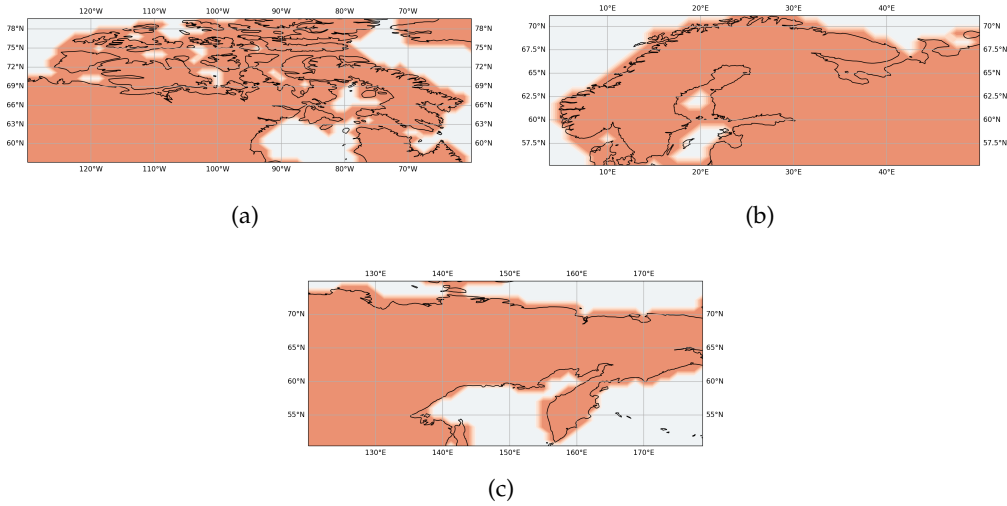 120°W 110°W 100°W 90°W 80°W 70°W
78°N 78°N
75°N 75°N
72°N 72°N
69°N 69°N
66°N 66°N
63°N 63°N
60°N 60°N
120°W 110°W 100°W 90°W 80°W 70°W
(a)
10°E 20°E 30°E 40°E
70°N 70°N
67.5°N 67.5°N
65°N 65°N
62.5°N 62.5°N
60°N 60°N
57.5°N 57.5°N
10°E 20°E 30°E 40°E
(b)
130°E 140°E 150°E 160°E 170°E
70°N 70°N
65°N 65°N
60°N 60°N
55°N 55°N
130°E 140°E 150°E 160°E 170°E
(c)